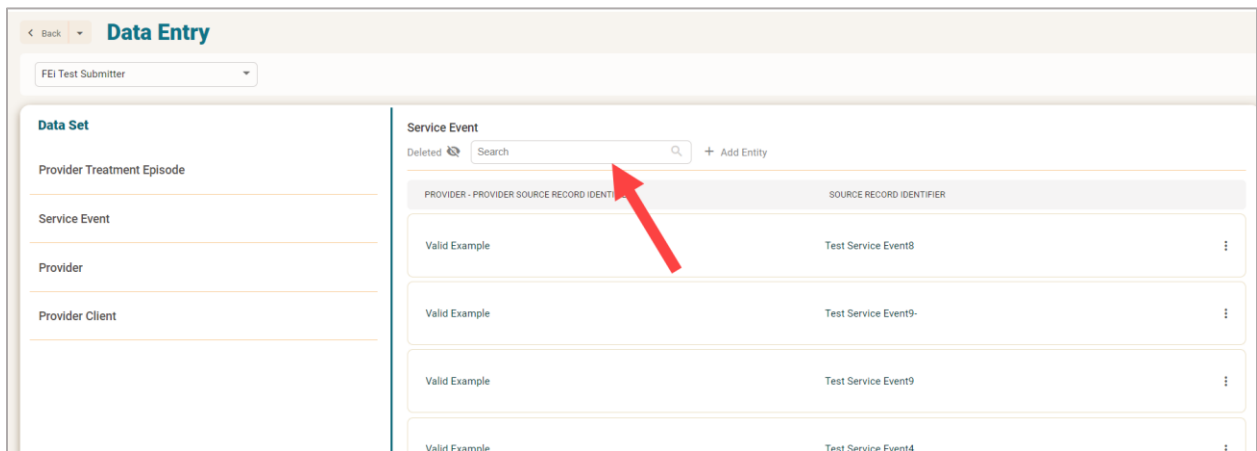 Back
Data Entry
FEi Test Submitter
Data Set
Provider Treatment Episode
Service Event
Provider
Provider Client
Service Event
Deleted Search + Add Entity
PROVIDER - PROVIDER SOURCE RECORD SOURCE RECORD IDENTIFIER
Valid Example Test Service Event8
Valid Example Test Service Event9-
Valid Example Test Service Event9
Valid Example Test Service Event4